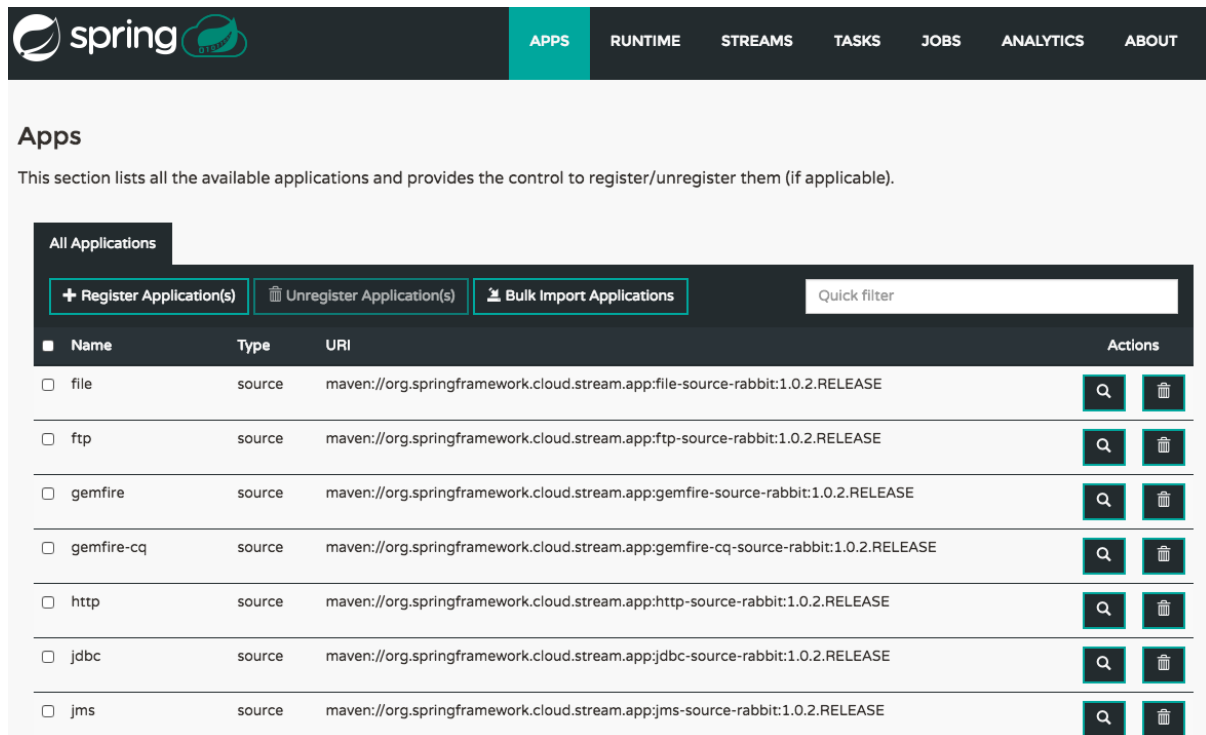 spring
APPS RUNTIME STREAMS TASKS JOBS ANALYTICS ABOUT
Apps
This section lists all the available applications and provides the control to register/unregister them (if applicable).
All Applications
Register Application(s) Unregister Application(s) Bulk Import Applications Quick filter
Name Type URI Actions
file source maven://org.springframework.cloud.stream.app:file-source-rabbit:1.0.2.RELEASE
ftp source maven://org.springframework.cloud.stream.app:ftp-source-rabbit:1.0.2.RELEASE
gemfire source maven://org.springframework.cloud.stream.app:gemfire-source-rabbit:1.0.2.RELEASE
gemfire-cq source maven://org.springframework.cloud.stream.app:gemfire-cq-source-rabbit:1.0.2.RELEASE
http source maven://org.springframework.cloud.stream.app:http-source-rabbit:1.0.2.RELEASE
jdbc source maven://org.springframework.cloud.stream.app:jdbc-source-rabbit:1.0.2.RELEASE
jms source maven://org.springframework.cloud.stream.app:jms-source-rabbit:1.0.2.RELEASE